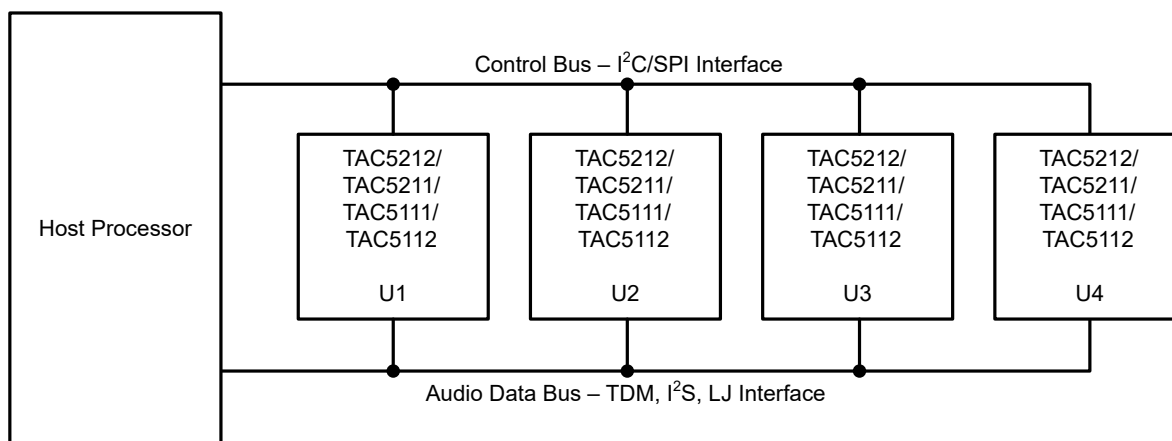 Control Bus – I²C/SPI Interface
Host Processor
TAC5212/
TAC5211/
TAC5111/
TAC5112
U1
TAC5212/
TAC5211/
TAC5111/
TAC5112
U2
TAC5212/
TAC5211/
TAC5111/
TAC5112
U3
TAC5212/
TAC5211/
TAC5111/
TAC5112
U4
Audio Data Bus – TDM, I²S, LJ Interface